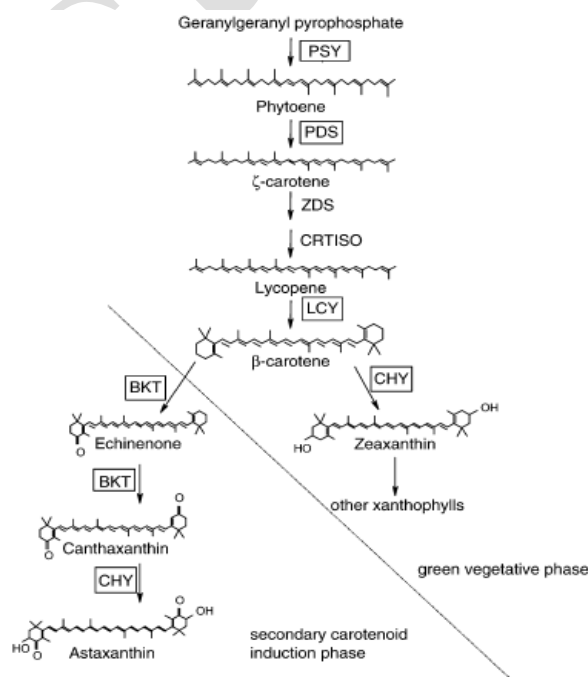 Geranylgeranyl pyrophosphate
PSY
Phytoene
PDS
ζ-carotene
ZDS
CRTISO
Lycopene
LCY
β-carotene
BKT
CHY
Echinenone
O
Zeaxanthin
HO
OH
BKT
other xanthophylls
O
Canthaxanthin
O
green vegetative phase
CHY
O
OH
HO
O
Astaxanthin
secondary carotenoid
induction phase